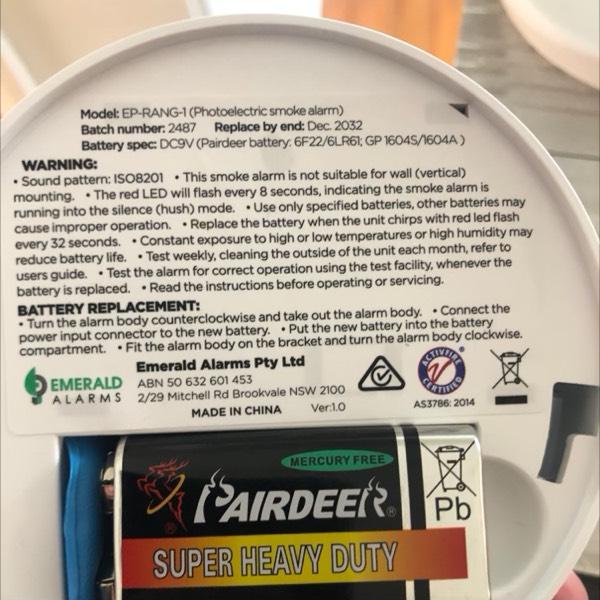 Model: EP-RANG-1 (Photoelectric smoke alarm)
Batch number: 2487 Replace by end: Dec. 2032
Battery spec: DC9V (Pairdeer battery: 6F22/6LR61; GP 1604S/1604A )
WARNING:
• Sound pattern: ISO8201 • This smoke alarm is not suitable for wall (vertical)
mounting. • The red LED will flash every 8 seconds, indicating the smoke alarm is
running into the silence (hush) mode. • Use only specified batteries, other batteries may
cause improper operation. • Replace the battery when the unit chirps with red led flash
every 32 seconds. • Constant exposure to high or low temperatures or high humidity may
reduce battery life. • Test weekly, cleaning the outside of the unit each month, refer to
users guide. • Test the alarm for correct operation using the test facility, whenever the
battery is replaced. • Read the instructions before operating or servicing.
BATTERY REPLACEMENT:
• Turn the alarm body counterclockwise and take out the alarm body. • Connect the
power input connector to the new battery. • Put the new battery into the battery
compartment. • Fit the alarm body on the bracket and turn the alarm body clockwise.
EMERALD
ALARMS
Emerald Alarms Pty Ltd
ABN 50 632 601 453
2/29 Mitchell Rd Brookvale NSW 2100
MADE IN CHINA Ver:1.0
ACTIVFIRE
CERTIFIED
AS3786: 2014
MERCURY FREE
PAIRDEER®
SUPER HEAVY DUTY
Pb